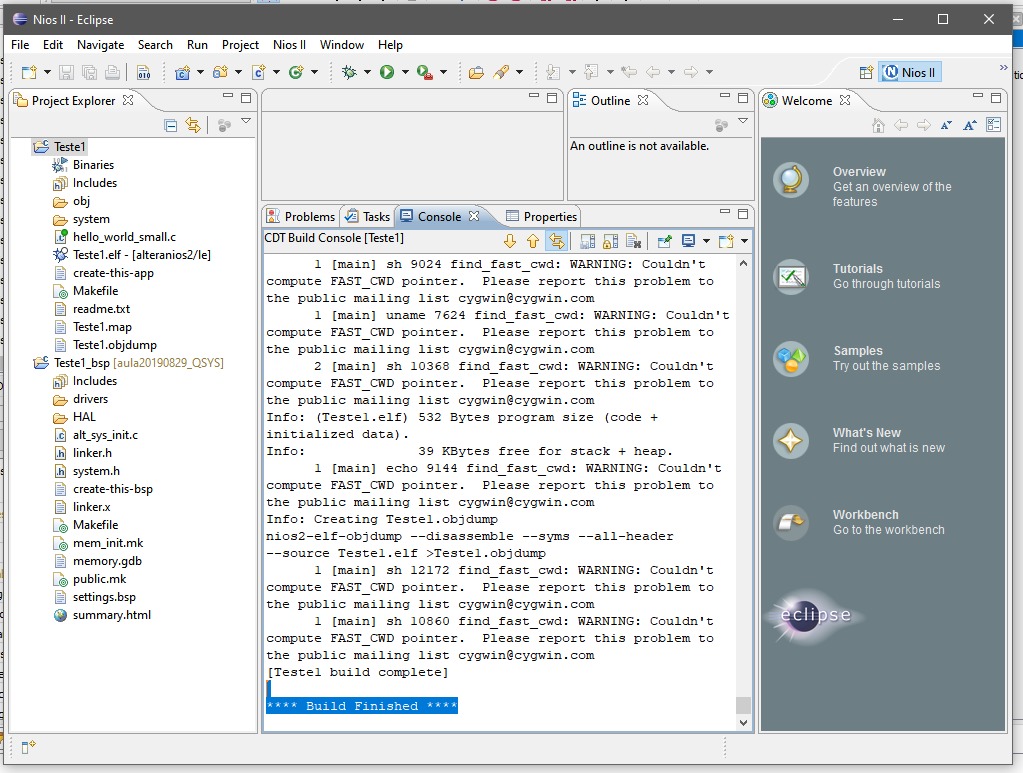 Nios II - Eclipse
File Edit Navigate Search Run Project Nios II Window Help
Nios II
Project Explorer
Teste1
Binaries
Includes
obj
system
hello_world_small.c
Teste1.elf - [alteranios2/le]
create-this-app
Makefile
readme.txt
Teste1.map
Teste1.objdump
Teste1_bsp [aula20190829_QSYS]
Includes
drivers
HAL
alt_sys_init.c
linker.h
system.h
create-this-bsp
linker.x
Makefile
mem_init.mk
memory.gdb
public.mk
settings.bsp
summary.html
Outline
An outline is not available.
Problems Tasks Console Properties
CDT Build Console [Teste1]
1 [main] sh 9024 find_fast_cwd: WARNING: Couldn't
compute FAST_CWD pointer.  Please report this problem to
the public mailing list cygwin@cygwin.com
1 [main] uname 7624 find_fast_cwd: WARNING: Couldn't
compute FAST_CWD pointer.  Please report this problem to
the public mailing list cygwin@cygwin.com
2 [main] sh 10368 find_fast_cwd: WARNING: Couldn't
compute FAST_CWD pointer.  Please report this problem to
the public mailing list cygwin@cygwin.com
Info: (Teste1.elf) 532 Bytes program size (code +
initialized data).
Info:              39 KBytes free for stack + heap.
1 [main] echo 9144 find_fast_cwd: WARNING: Couldn't
compute FAST_CWD pointer.  Please report this problem to
the public mailing list cygwin@cygwin.com
Info: Creating Teste1.objdump
nios2-elf-objdump --disassemble --syms --all-header
--source Teste1.elf >Teste1.objdump
1 [main] sh 12172 find_fast_cwd: WARNING: Couldn't
compute FAST_CWD pointer.  Please report this problem to
the public mailing list cygwin@cygwin.com
1 [main] sh 10860 find_fast_cwd: WARNING: Couldn't
compute FAST_CWD pointer.  Please report this problem to
the public mailing list cygwin@cygwin.com
[Teste1 build complete]
**** Build Finished ****
Welcome
Overview
Get an overview of the
features
Tutorials
Go through tutorials
Samples
Try out the samples
What's New
Find out what is new
Workbench
Go to the workbench
eclipse